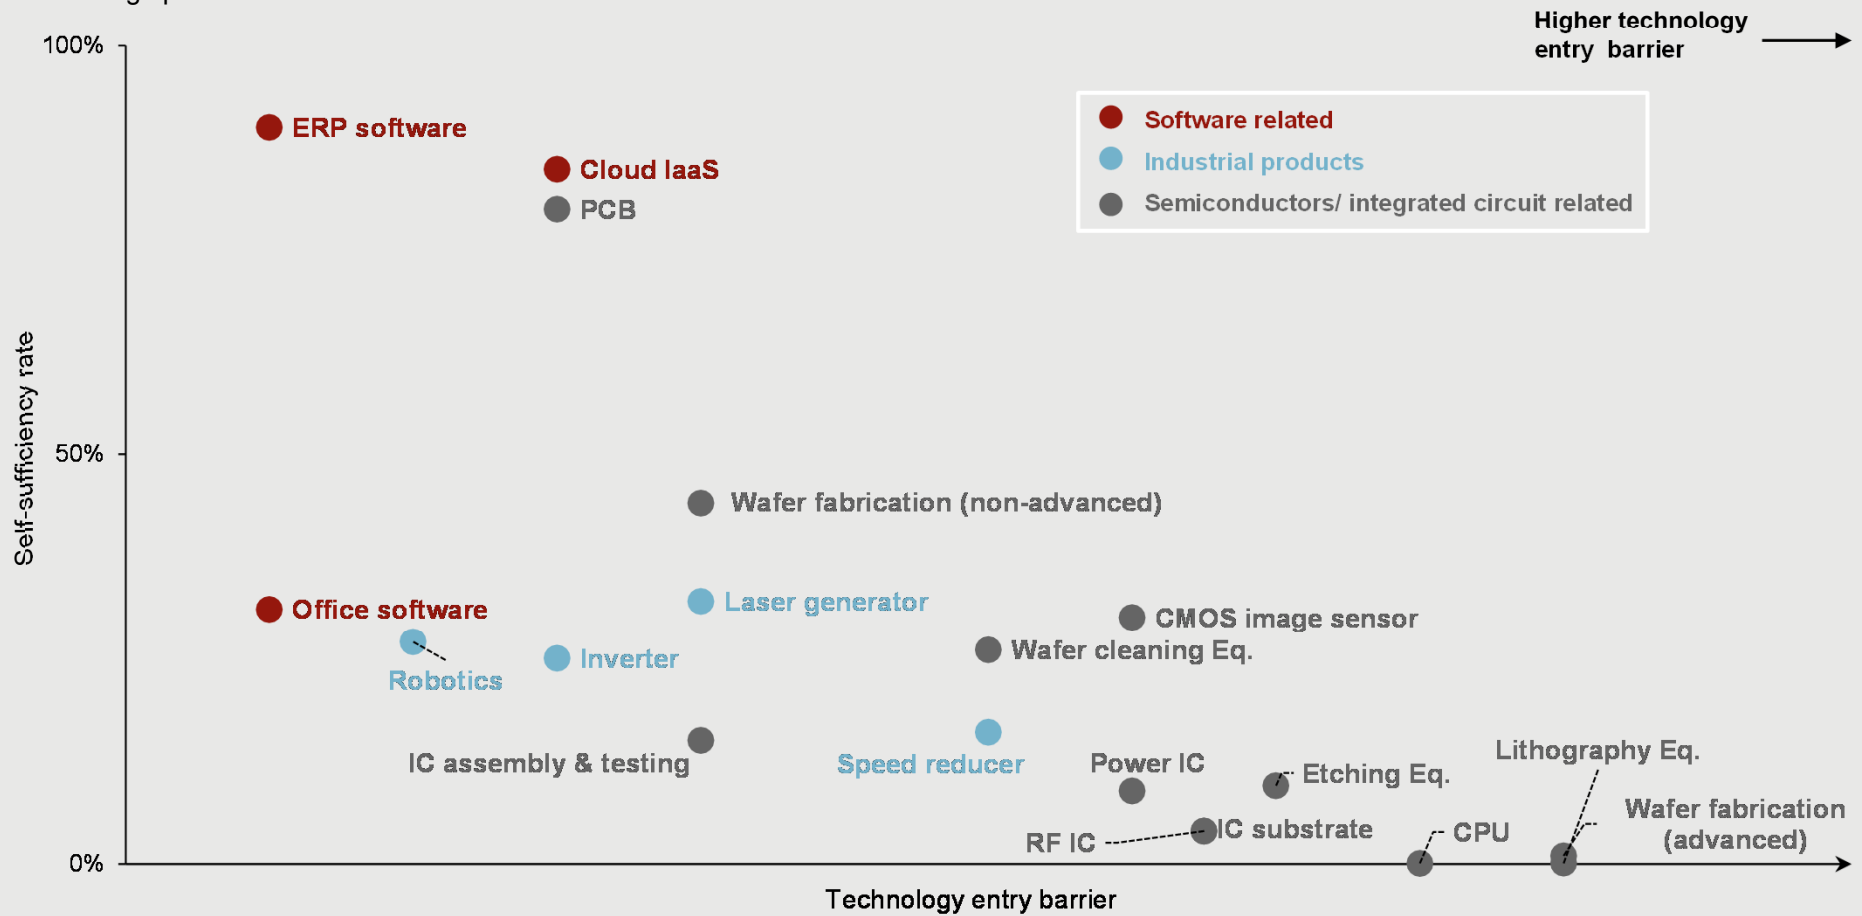 Higher technology
entry barrier
100%
Software related
Industrial products
Semiconductors/ integrated circuit related
ERP software
Cloud IaaS
PCB
Self-sufficiency rate
50%
Wafer fabrication (non-advanced)
Laser generator
Office software
CMOS image sensor
Wafer cleaning Eq.
Inverter
Robotics
IC assembly & testing
Speed reducer
Power IC
Lithography Eq.
Etching Eq.
Wafer fabrication
(advanced)
IC substrate
CPU
RF IC
0%
Technology entry barrier